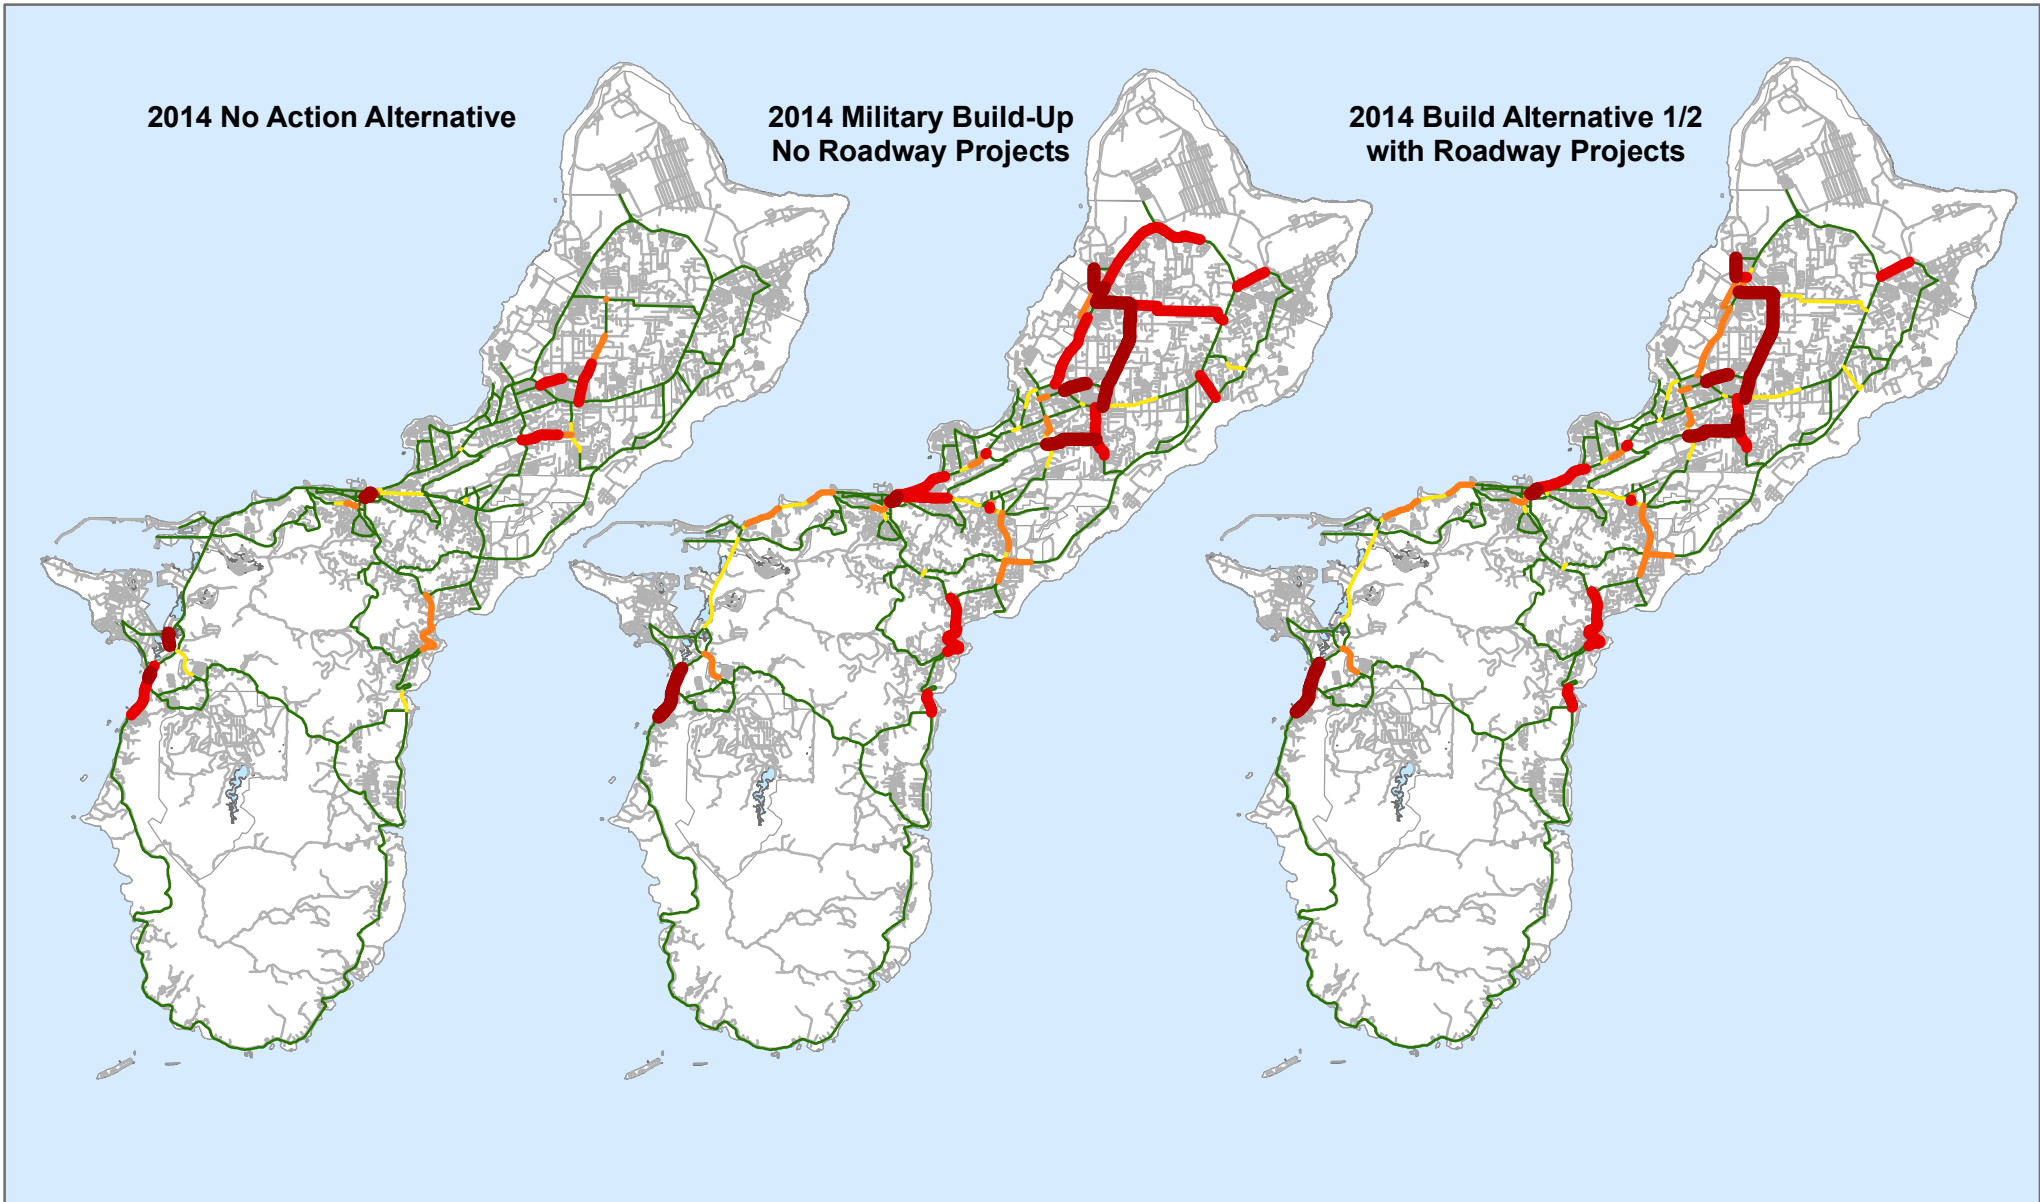 2014 No Action Alternative
2014 Military Build-Up
No Roadway Projects
2014 Build Alternative 1/2
with Roadway Projects